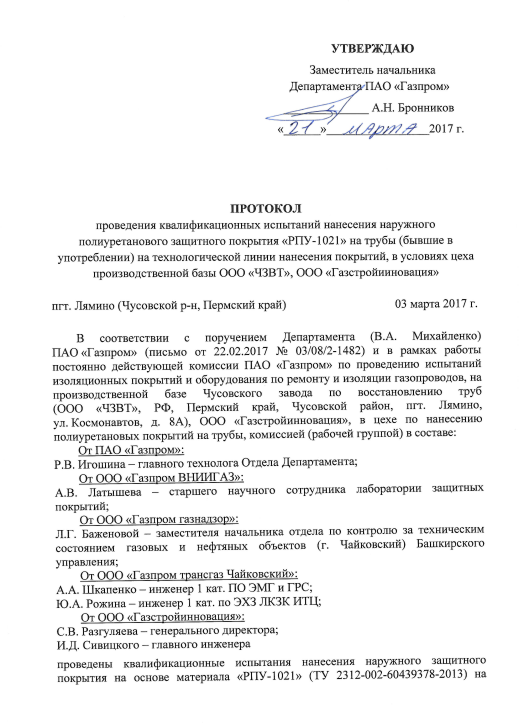 УТВЕРЖДАЮ
Заместитель начальника
Департамента ПАО «Газпром»
А.Н. Бронников
«21» марта 2017 г.
ПРОТОКОЛ
проведения квалификационных испытаний нанесения наружного
полиуретанового защитного покрытия «РПУ-1021» на трубы (бывшие в
употреблении) на технологической линии нанесения покрытий, в условиях цеха
производственной базы ООО «ЧЗВТ», ООО «Газстройинновация»
пгт. Лямино (Чусовской р-н, Пермский край) 03 марта 2017 г.
В соответствии с поручением Департамента (В.А. Михайленко)
ПАО «Газпром» (письмо от 22.02.2017 № 03/08/2-1482) и в рамках работы
постоянно действующей комиссии ПАО «Газпром» по проведению испытаний
изоляционных покрытий и оборудования по ремонту и изоляции газопроводов, на
производственной базе Чусовского завода по восстановлению труб
(ООО «ЧЗВТ», РФ, Пермский край, Чусовской район, пгт. Лямино,
ул. Космонавтов, д. 8А), ООО «Газстройинновация», в цехе по нанесению
полиуретановых покрытий на трубы, комиссией (рабочей группой) в составе:
От ПАО «Газпром»:
Р.В. Игошина – главного технолога Отдела Департамента;
От ООО «Газпром ВНИИГАЗ»:
А.В. Латышева – старшего научного сотрудника лаборатории защитных
покрытий;
От ООО «Газпром газнадзор»:
Л.Г. Баженовой – заместителя начальника отдела по контролю за техническим
состоянием газовых и нефтяных объектов (г. Чайковский) Башкирского
управления;
От ООО «Газпром трансгаз Чайковский»:
А.А. Шкапенко – инженер 1 кат. ПО ЭМГ и ГРС;
Ю.А. Рожина – инженер 1 кат. по ЭХЗ ЛКЗК ИТЦ;
От ООО «Газстройинновация»:
С.В. Разгуляева – генерального директора;
И.Д. Сивицкого – главного инженера
проведены квалификационные испытания нанесения наружного защитного
покрытия на основе материала «РПУ-1021» (ТУ 2312-002-60439378-2013) на